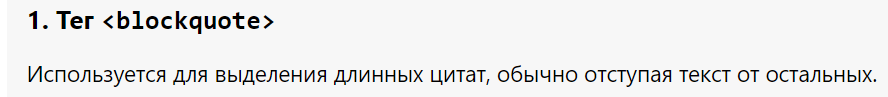 1. Тег <blockquote>
Используется для выделения длинных цитат, обычно отступая текст от остальных.